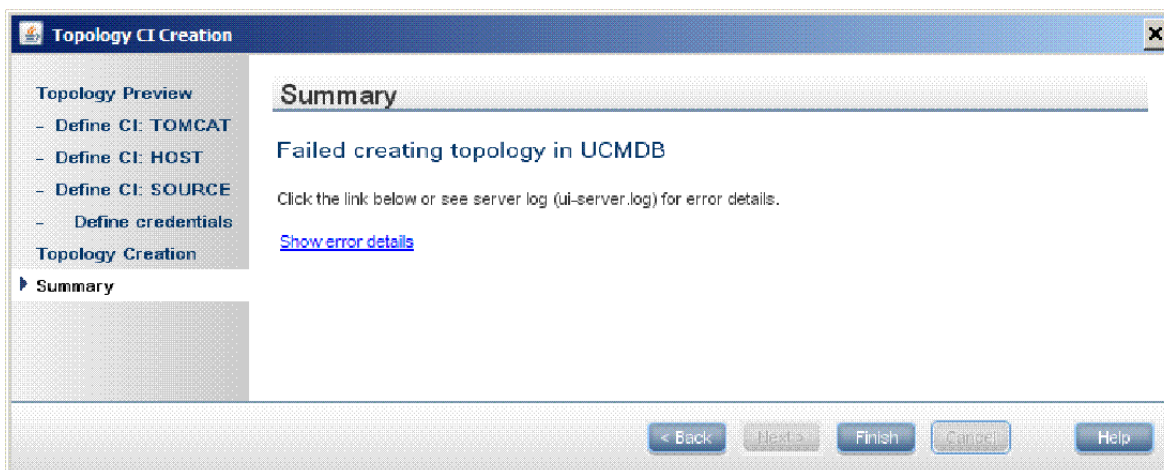 Topology CI Creation
Topology Preview
- Define CI: TOMCAT
- Define CI: HOST
- Define CI: SOURCE
- Define credentials
Topology Creation
Summary
Summary
Failed creating topology in UCMDB
Click the link below or see server log (ui-server.log) for error details.
Show error details
< Back Next > Finish Cancel Help